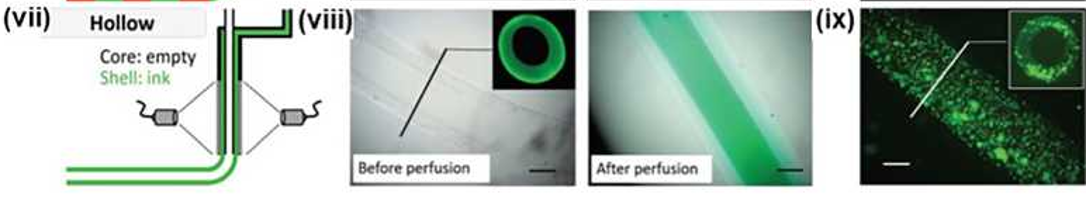 (vii)
Hollow
Core: empty
Shell: ink
(viii)
Before perfusion
After perfusion
(ix)